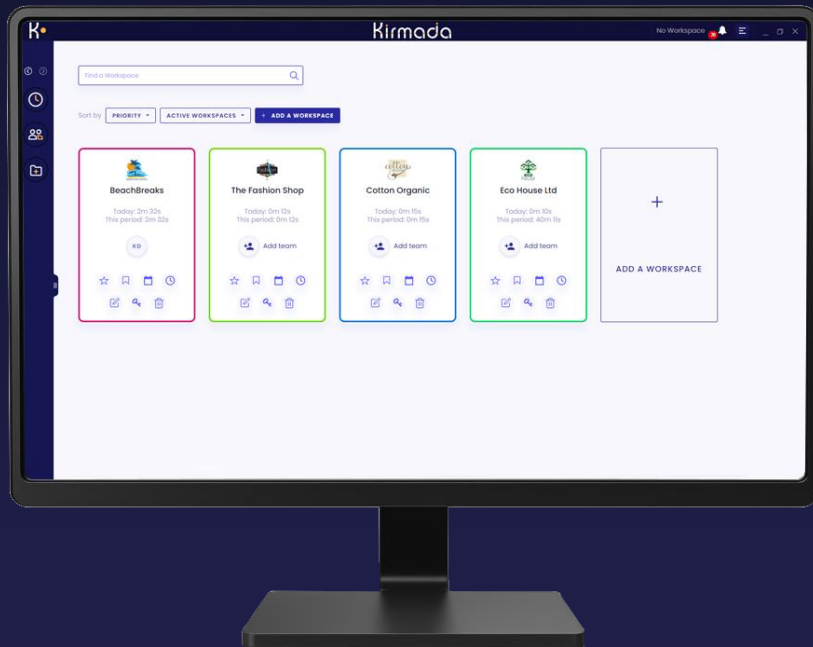 K
Kirmada
No Workspace
Find a Workspace
Sort by PRIORITY ACTIVE WORKSPACES + ADD A WORKSPACE
BeachBreaks
Today: 2m 32s
This period: 2m 32s
KD
The Fashion Shop
Today: 0m 12s
This period: 0m 12s
Add team
cotton
Cotton Organic
Today: 0m 15s
This period: 0m 15s
Add team
eco
Eco House Ltd
Today: 0m 10s
This period: 40m 11s
Add team
+
ADD A WORKSPACE